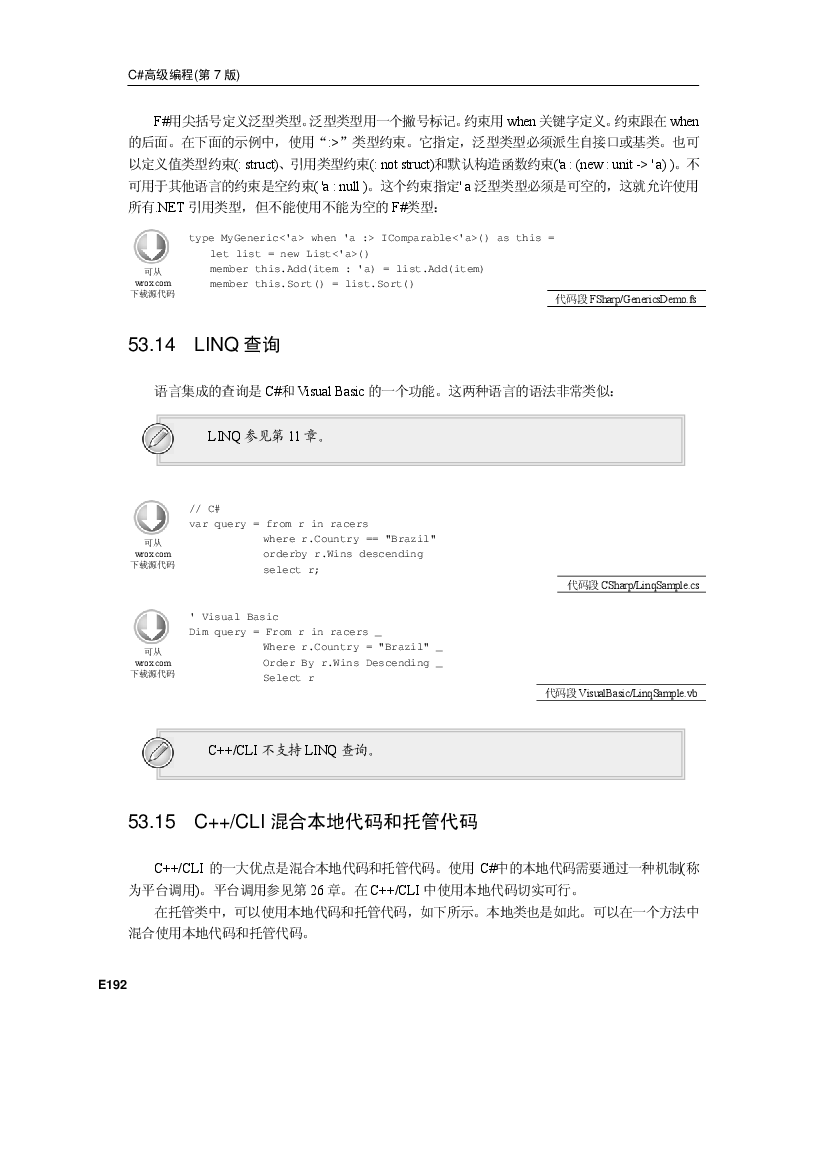 C#高级编程(第 7 版)
F#用尖括号定义泛型类型。泛型类型用一个撇号标记。约束用 when 关键字定义。约束跟在 when
的后面。在下面的示例中，使用“:>”类型约束。它指定，泛型类型必须派生自接口或基类。也可
以定义值类型约束(: struct)、引用类型约束(: not struct)和默认构造函数约束('a : (new : unit -> 'a) )。不
可用于其他语言的约束是空约束( 'a : null )。这个约束指定' a 泛型类型必须是可空的，这就允许使用
所有.NET 引用类型，但不能使用不能为空的 F#类型：
type MyGeneric<'a> when 'a :> IComparable<'a>() as this =
let list = new List<'a>()
member this.Add(item : 'a) = list.Add(item)
member this.Sort() = list.Sort()
可从
wrox.com
下载源代码
代码段 FSharp/GenericsDemo.fs
53.14 LINQ 查询
语言集成的查询是 C#和 Visual Basic 的一个功能。这两种语言的语法非常类似：
LINQ 参见第 11 章。
// C#
var query = from r in racers
where r.Country == "Brazil"
orderby r.Wins descending
select r;
可从
wrox.com
下载源代码
代码段 CSharp/LinqSample.cs
' Visual Basic
Dim query = From r in racers _
Where r.Country = "Brazil" _
Order By r.Wins Descending _
Select r
可从
wrox.com
下载源代码
代码段 VisualBasic/LinqSample.vb
C++/CLI 不支持 LINQ 查询。
53.15 C++/CLI 混合本地代码和托管代码
C++/CLI 的一大优点是混合本地代码和托管代码。使用 C#中的本地代码需要通过一种机制(称
为平台调用)。平台调用参见第 26 章。在 C++/CLI 中使用本地代码切实可行。
在托管类中，可以使用本地代码和托管代码，如下所示。本地类也是如此。可以在一个方法中
混合使用本地代码和托管代码。
E192